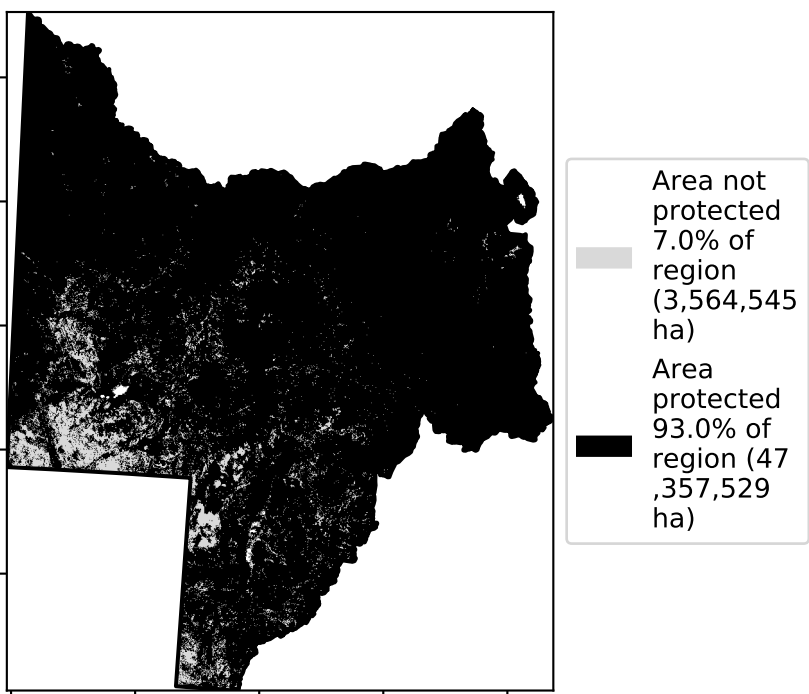 Area not
protected
7.0% of
region
(3,564,545
ha)
Area
protected
93.0% of
region (47
,357,529
ha)